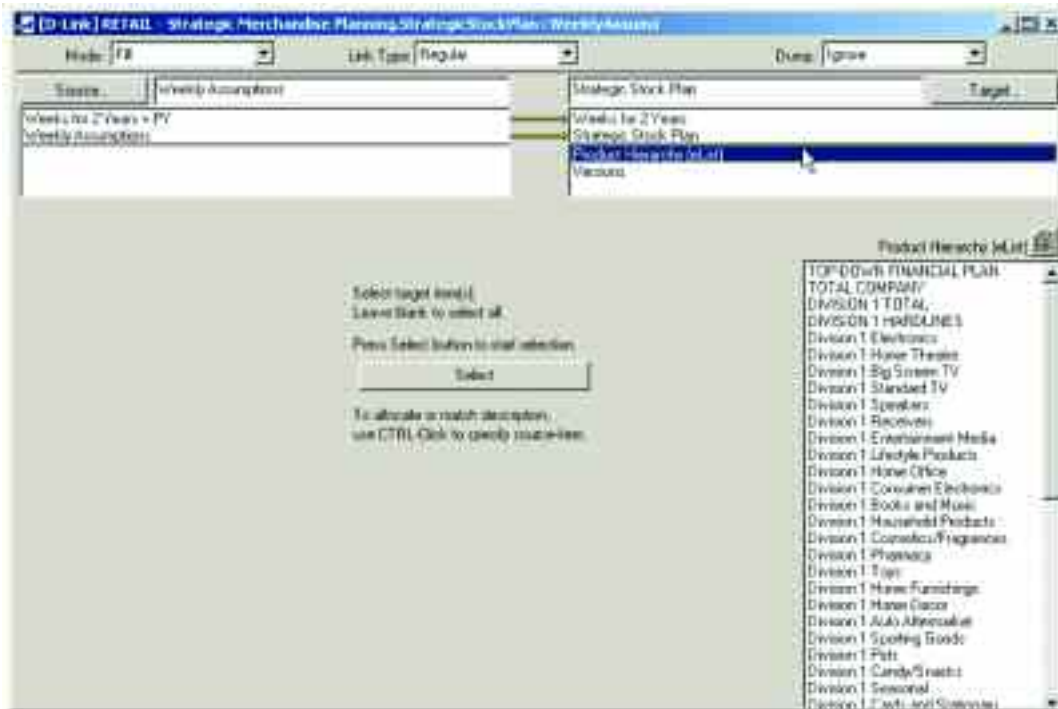 [D-Link] RETAIL - Strategic Merchandise Planning.StrategicStockPlan - WeeklyAssums
Mode: Fill
Link Type: Regular
Dump: Ignore
Source...
Weekly Assumptions
Strategic Stock Plan
Target...
Weeks for 2 Years + PY
Weekly Assumptions
Weeks for 2 Years
Strategic Stock Plan
Product Hierarchy [eList]
Versions
Product Hierarchy [eList]
Select target item(s).
Leave blank to select all.
Press Select button to start selection.
Select
To allocate or match description,
use CTRL-Click to specify source-item.
TOP-DOWN FINANCIAL PLAN
TOTAL COMPANY
DIVISION 1 TOTAL
DIVISION 1 HARDLINES
Division 1 Electronics
Division 1 Home Theater
Division 1 Big Screen TV
Division 1 Standard TV
Division 1 Speakers
Division 1 Receivers
Division 1 Entertainment Media
Division 1 Lifestyle Products
Division 1 Home Office
Division 1 Consumer Electronics
Division 1 Books and Music
Division 1 Household Products
Division 1 Cosmetics/Fragrances
Division 1 Pharmacy
Division 1 Toys
Division 1 Home Furnishings
Division 1 Home Decor
Division 1 Auto Aftermarket
Division 1 Sporting Goods
Division 1 Pets
Division 1 Candy/Snacks
Division 1 Seasonal
Division 1 Cards and Stationery